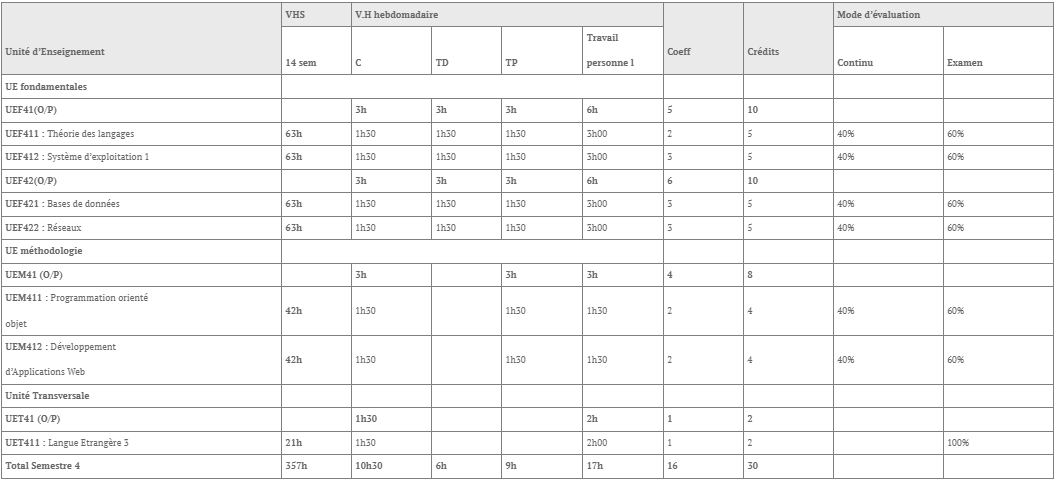 Unité d'Enseignement VHS V.H hebdomadaire Coeff Crédits Mode d'évaluation
14 sem C TD TP Travail personne l Continu Examen
UE fondamentales
UEF41(O/P) 3h 3h 3h 6h 5 10
UEF411 : Théorie des langages 63h 1h30 1h30 1h30 3h00 2 5 40% 60%
UEF412 : Système d'exploitation 1 63h 1h30 1h30 1h30 3h00 3 5 40% 60%
UEF42(O/P) 3h 3h 3h 6h 6 10
UEF421 : Bases de données 63h 1h30 1h30 1h30 3h00 3 5 40% 60%
UEF422 : Réseaux 63h 1h30 1h30 1h30 3h00 3 5 40% 60%
UE méthodologie
UEM41 (O/P) 3h 3h 3h 4 8
UEM411 : Programmation orienté
objet 42h 1h30 1h30 1h30 2 4 40% 60%
UEM412 : Développement
d'Applications Web 42h 1h30 1h30 1h30 2 4 40% 60%
Unité Transversale
UET41 (O/P) 1h30 2h 1 2
UET411 : Langue Etrangère 3 21h 1h30 2h00 1 2 100%
Total Semestre 4 357h 10h30 6h 9h 17h 16 30